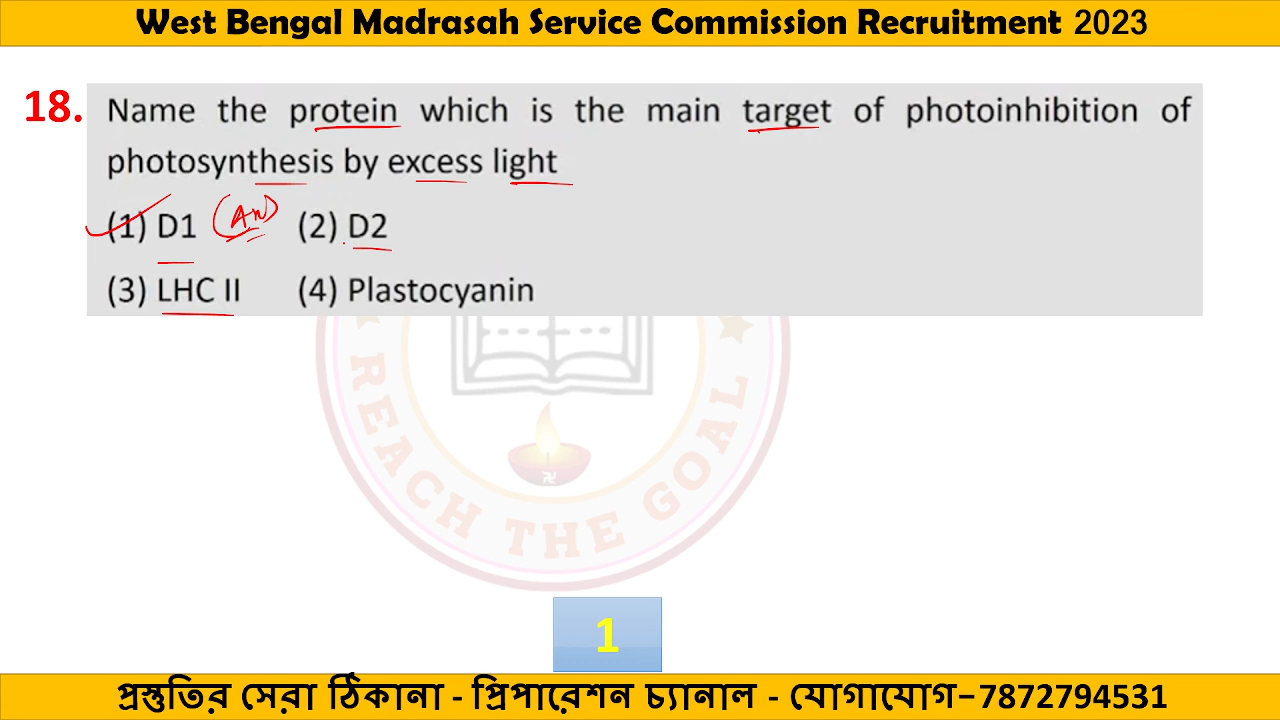 West Bengal Madrasah Service Commission Recruitment 2023
18. Name the protein which is the main target of photoinhibition of
photosynthesis by excess light
(1) D1 (An) (2) D2
(3) LHC II (4) Plastocyanin
REACH THE GOAL
1
প্রস্তুতির সেরা ঠিকানা - প্রিপারেশন চ্যানাল - যোগাযোগ–7872794531